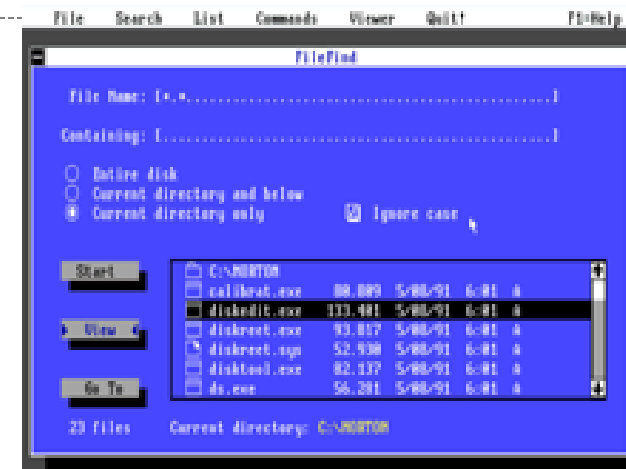 File Search List Commands Viewer Quit! F1=Help
FileFind
File Name: [*.*..................................................]
Containing: [.....................................................]
Entire disk
Current directory and below
Current directory only Ignore case
Start
C:\NORTON
calibrat.exe 80.809 5/08/91 6:01 A
View
diskedit.exe 133.401 5/08/91 6:01 A
diskreet.exe 93.817 5/08/91 6:01 A
diskreet.sys 52.930 5/08/91 6:01 A
disktool.exe 82.137 5/08/91 6:01 A
Go To
ds.exe 56.281 5/08/91 6:01 A
23 files Current directory: C:\NORTON